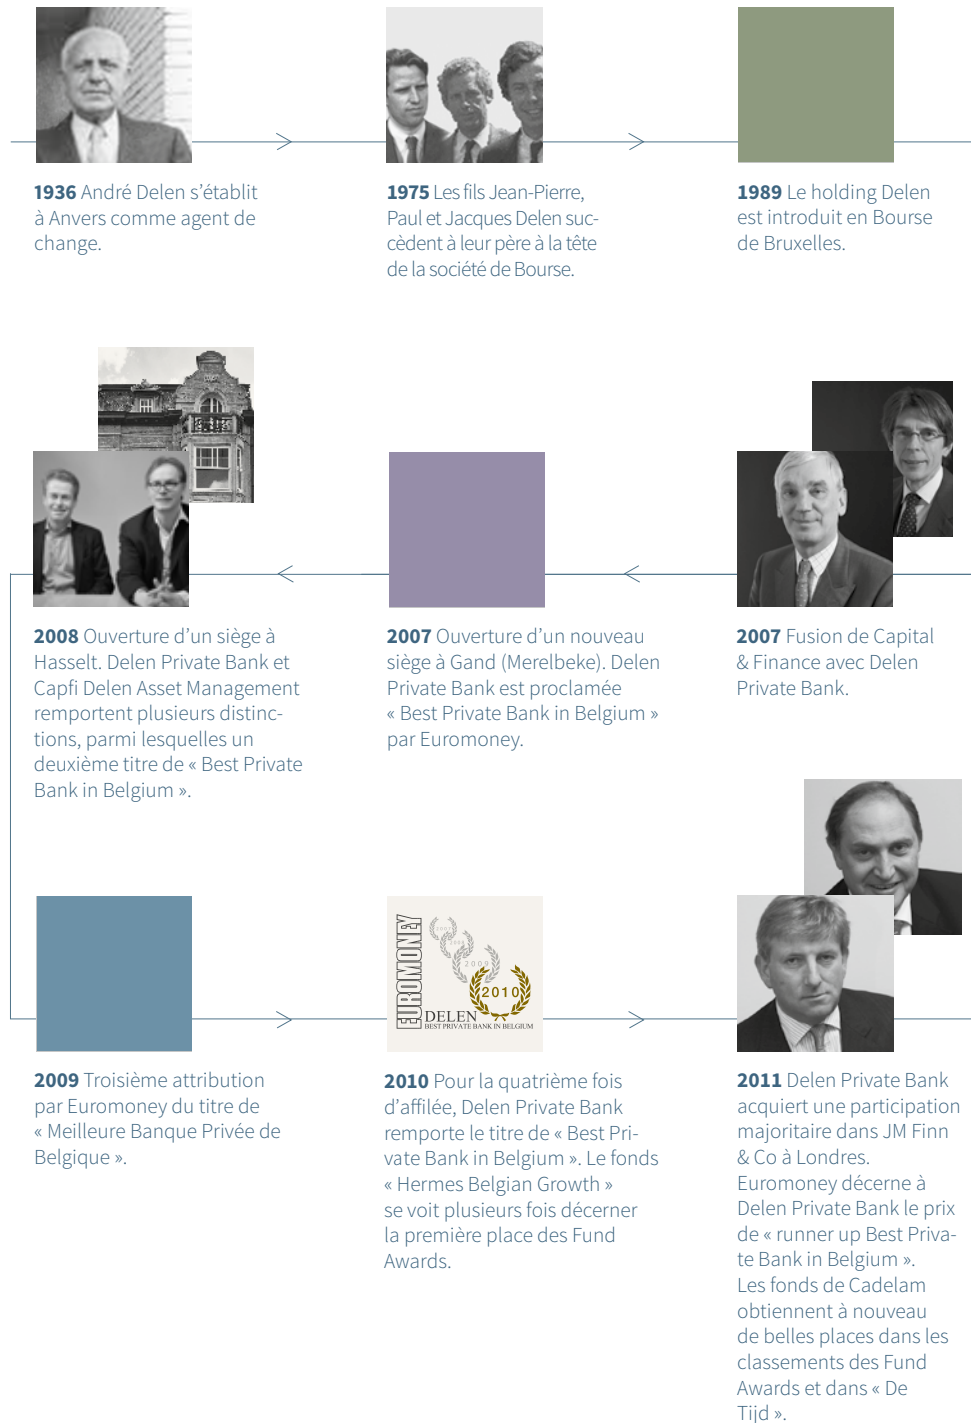 1936 André Delen s’établit
à Anvers comme agent de
change.
1975 Les fils Jean-Pierre,
Paul et Jacques Delen suc-
cèdent à leur père à la tête
de la société de Bourse.
1989 Le holding Delen
est introduit en Bourse
de Bruxelles.
2008 Ouverture d’un siège à
Hasselt. Delen Private Bank et
Capfi Delen Asset Management
remportent plusieurs distinc-
tions, parmi lesquelles un
deuxième titre de « Best Private
Bank in Belgium ».
2007 Ouverture d’un nouveau
siège à Gand (Merelbeke). Delen
Private Bank est proclamée
« Best Private Bank in Belgium »
par Euromoney.
2007 Fusion de Capital
& Finance avec Delen
Private Bank.
EUROMONEY
2007
2008
2009
2010
DELEN
BEST PRIVATE BANK IN BELGIUM
2009 Troisième attribution
par Euromoney du titre de
« Meilleure Banque Privée de
Belgique ».
2010 Pour la quatrième fois
d’affilée, Delen Private Bank
remporte le titre de « Best Pri-
vate Bank in Belgium ». Le fonds
« Hermes Belgian Growth »
se voit plusieurs fois décerner
la première place des Fund
Awards.
2011 Delen Private Bank
acquiert une participation
majoritaire dans JM Finn
& Co à Londres.
Euromoney décerne à
Delen Private Bank le prix
de « runner up Best Priva-
te Bank in Belgium ».
Les fonds de Cadelam
obtiennent à nouveau
de belles places dans les
classements des Fund
Awards et dans « De
Tijd ».